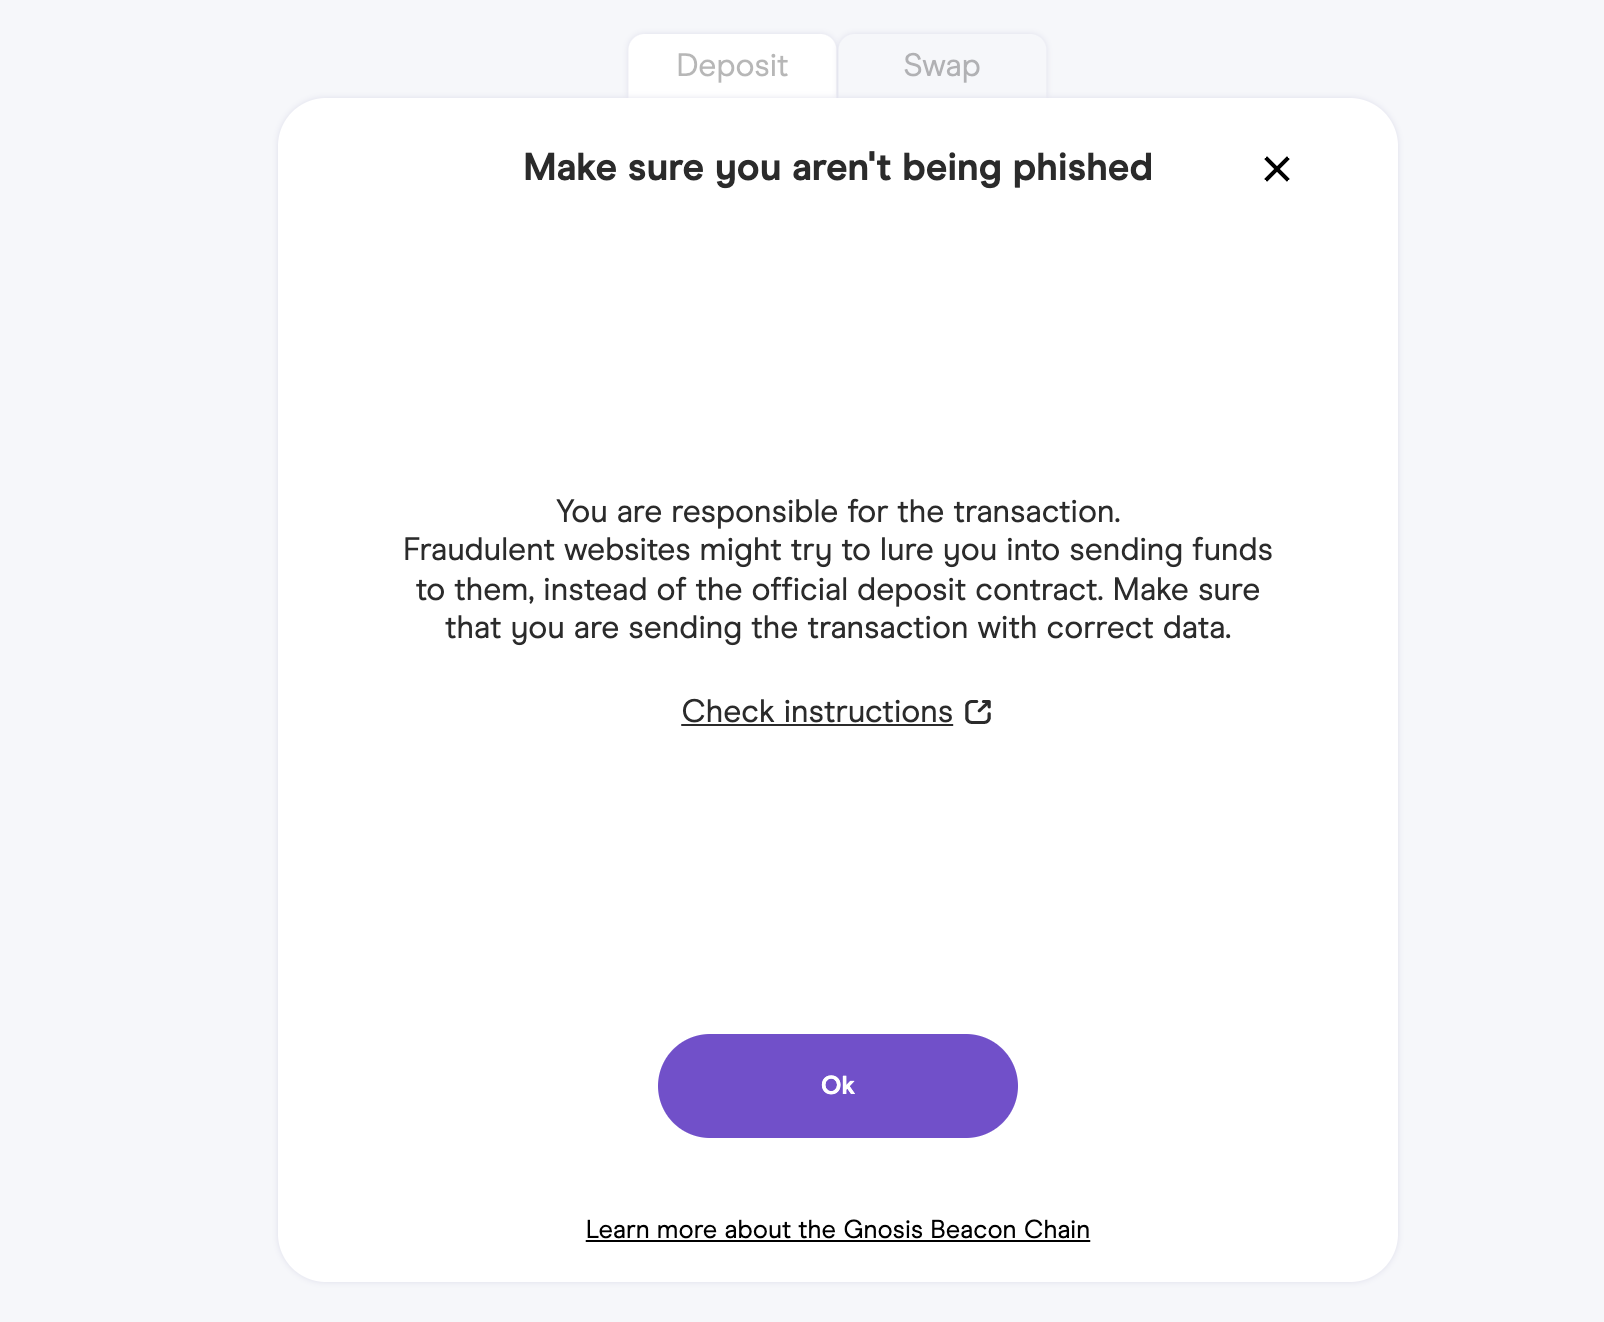 Deposit
Swap
Make sure you aren't being phished
You are responsible for the transaction.
Fraudulent websites might try to lure you into sending funds
to them, instead of the official deposit contract. Make sure
that you are sending the transaction with correct data.
Check instructions
Ok
Learn more about the Gnosis Beacon Chain